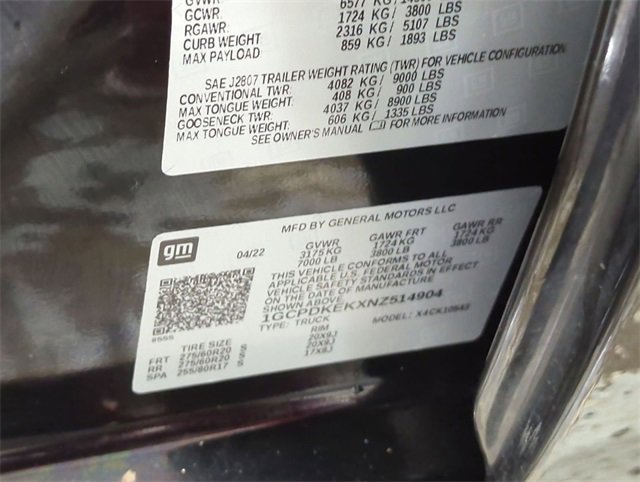 GVWR 6577 KG/
GCWR 1724 KG/ 3800 LBS
RGAWR: 2316 KG/ 5107 LBS
CURB WEIGHT 859 KG/ 1893 LBS
MAX PAYLOAD
SAE J2807 TRAILER WEIGHT RATING (TWR) FOR VEHICLE CONFIGURATION
CONVENTIONAL TWR: 4082 KG/ 9000 LBS
MAX TONGUE WEIGHT: 408 KG/ 900 LBS
GOOSENECK TWR: 4037 KG/ 8900 LBS
MAX TONGUE WEIGHT: 606 KG/ 1335 LBS
SEE OWNER'S MANUAL FOR MORE INFORMATION
gm
MFD BY GENERAL MOTORS LLC
04/22
GVWR GAWR FRT GAWR RR
3175 KG 1724 KG 1724 KG
7000 LB 3800 LB 3800 LB
THIS VEHICLE CONFORMS TO ALL
APPLICABLE U.S. FEDERAL MOTOR
VEHICLE SAFETY STANDARDS IN EFFECT
ON THE DATE OF MANUFACTURE
SHOWN ABOVE
1GCPDKEKXNZ514904
TYPE: TRUCK MODEL: X4CK10543
TIRE SIZE RIM
FRT 275/60R20 S 20X9J
RR 275/60R20 S 20X9J
SPA 255/80R17 S 17X8J